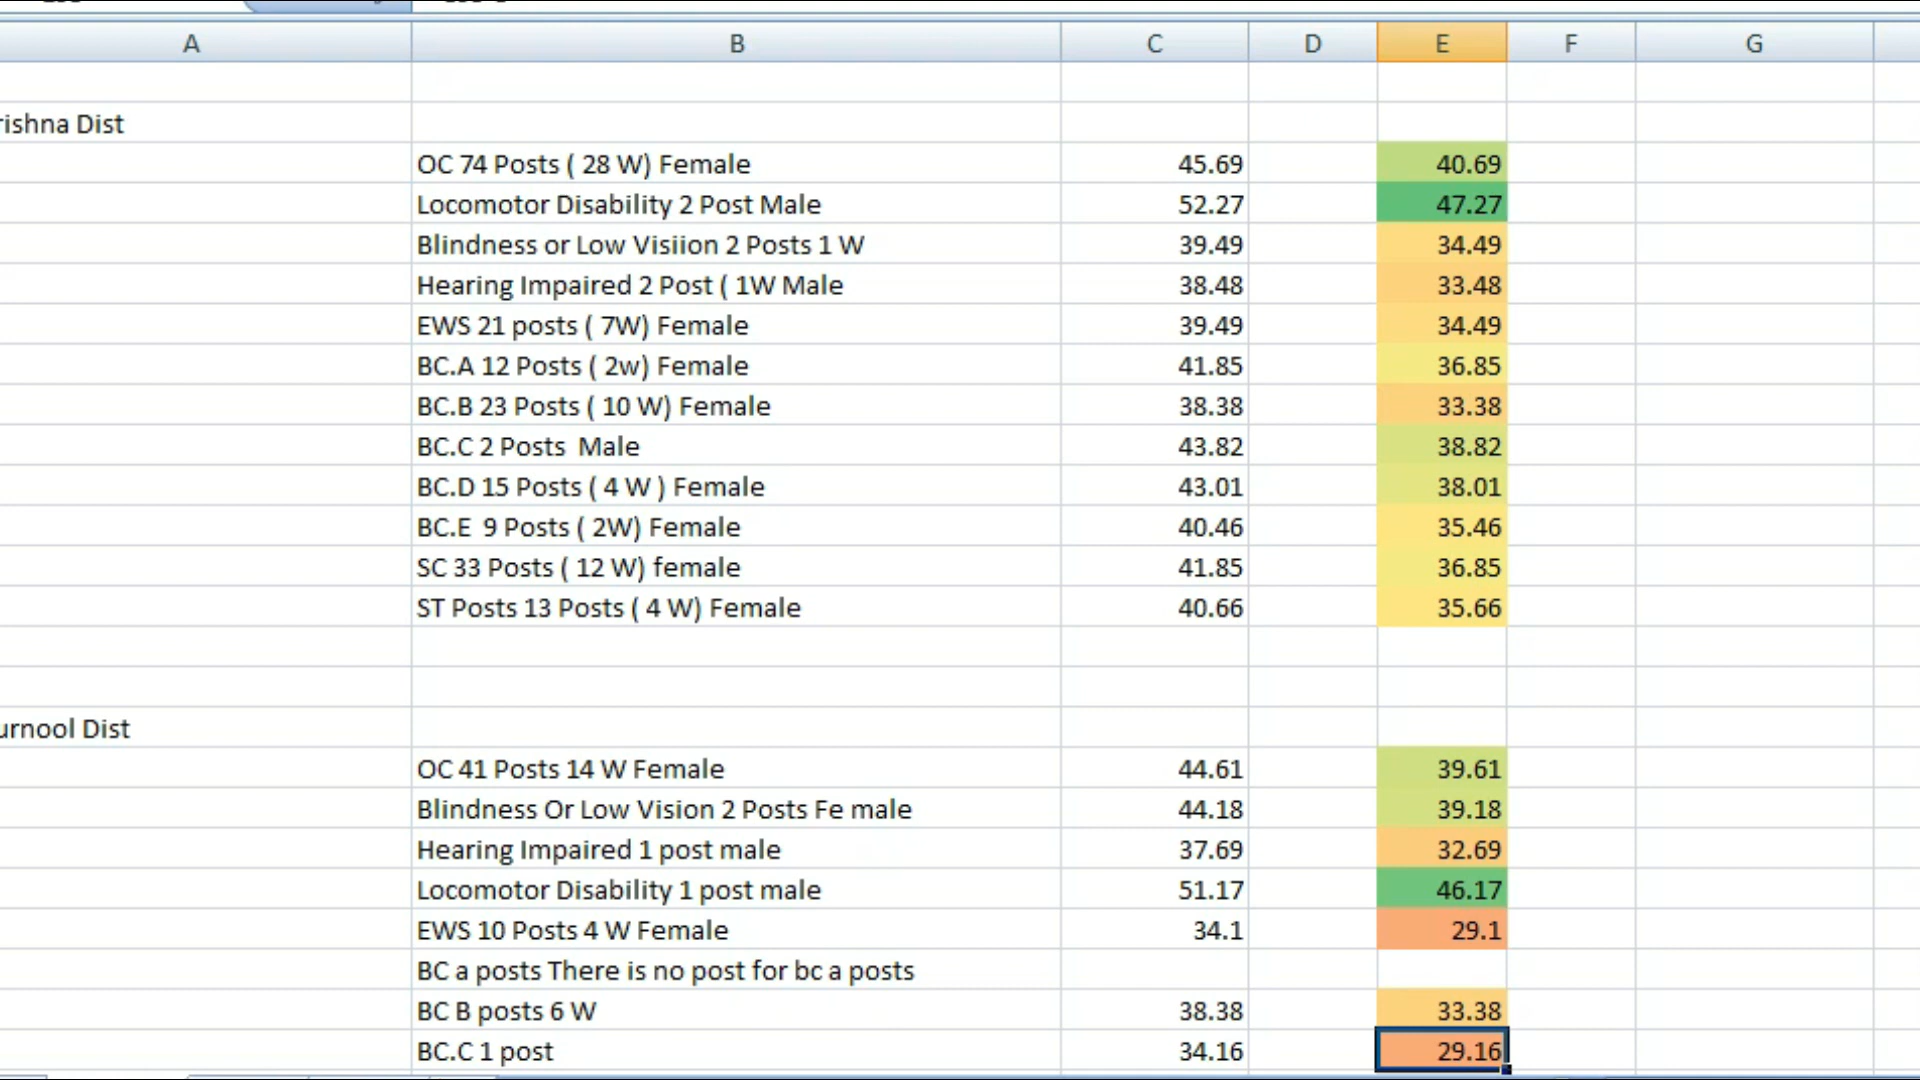 A B C D E F G
rishna Dist
OC 74 Posts ( 28 W) Female 45.69 40.69
Locomotor Disability 2 Post Male 52.27 47.27
Blindness or Low Visiion 2 Posts 1 W 39.49 34.49
Hearing Impaired 2 Post ( 1W Male 38.48 33.48
EWS 21 posts ( 7W) Female 39.49 34.49
BC.A 12 Posts ( 2w) Female 41.85 36.85
BC.B 23 Posts ( 10 W) Female 38.38 33.38
BC.C 2 Posts  Male 43.82 38.82
BC.D 15 Posts ( 4 W ) Female 43.01 38.01
BC.E  9 Posts ( 2W) Female 40.46 35.46
SC 33 Posts ( 12 W) female 41.85 36.85
ST Posts 13 Posts ( 4 W) Female 40.66 35.66
urnool Dist
OC 41 Posts 14 W Female 44.61 39.61
Blindness Or Low Vision 2 Posts Fe male 44.18 39.18
Hearing Impaired 1 post male 37.69 32.69
Locomotor Disability 1 post male 51.17 46.17
EWS 10 Posts 4 W Female 34.1 29.1
BC a posts There is no post for bc a posts
BC B posts 6 W 38.38 33.38
BC.C 1 post 34.16 29.16